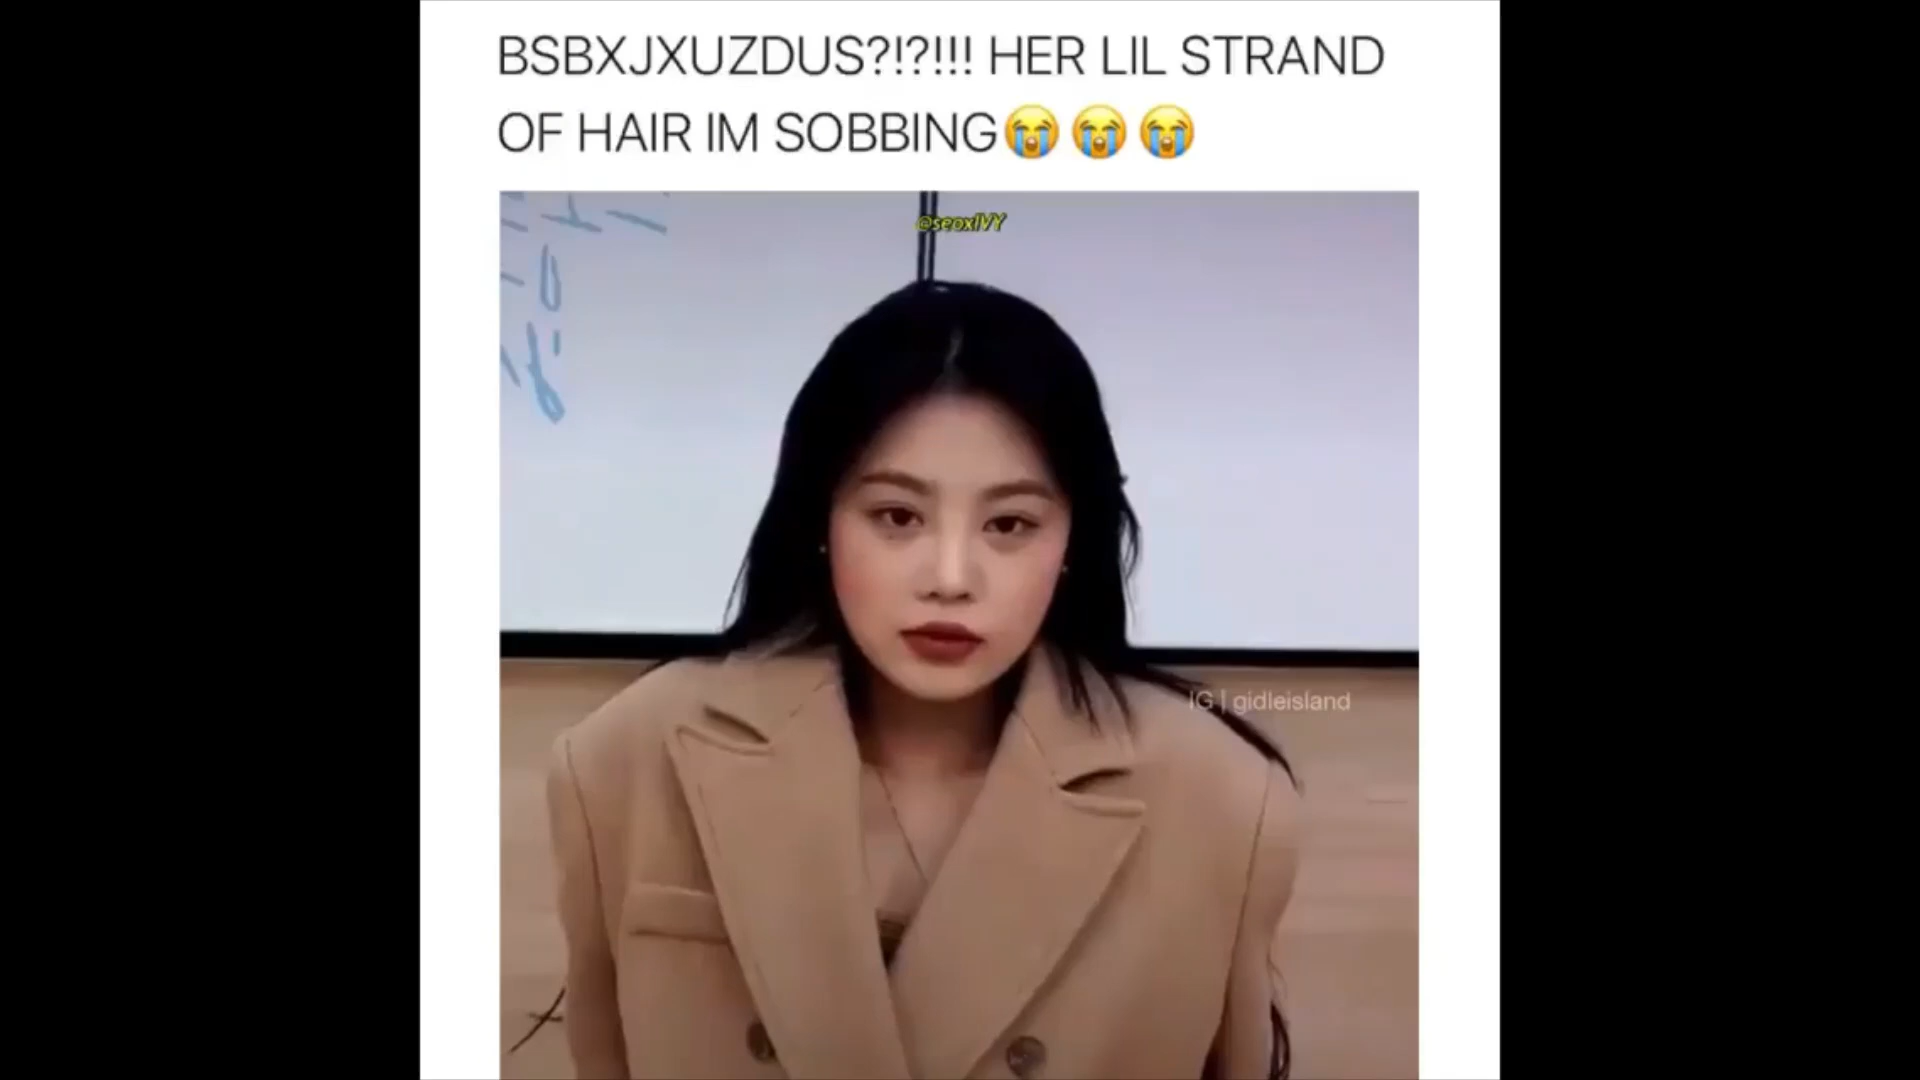 BSBXJXUZDUS?!?!!! HER LIL STRAND
OF HAIR IM SOBBING😭😭😭
@seoxIVY
IG | gidleisland